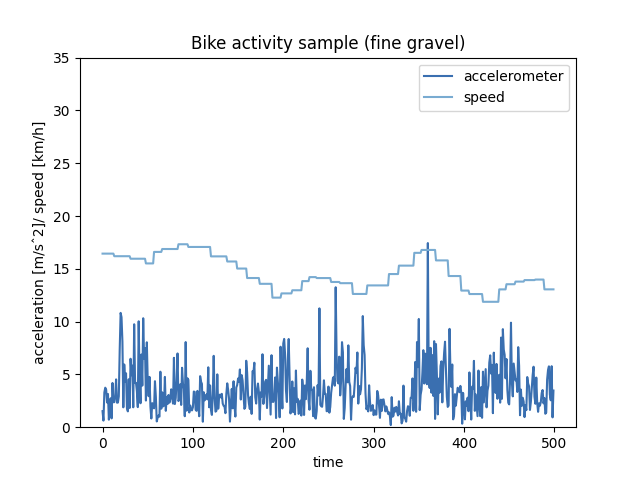 Bike activity sample (fine gravel)
accelerometer
speed
acceleration [m/s^2]/ speed [km/h]
35
30
25
20
15
10
5
0
0 100 200 300 400 500
time